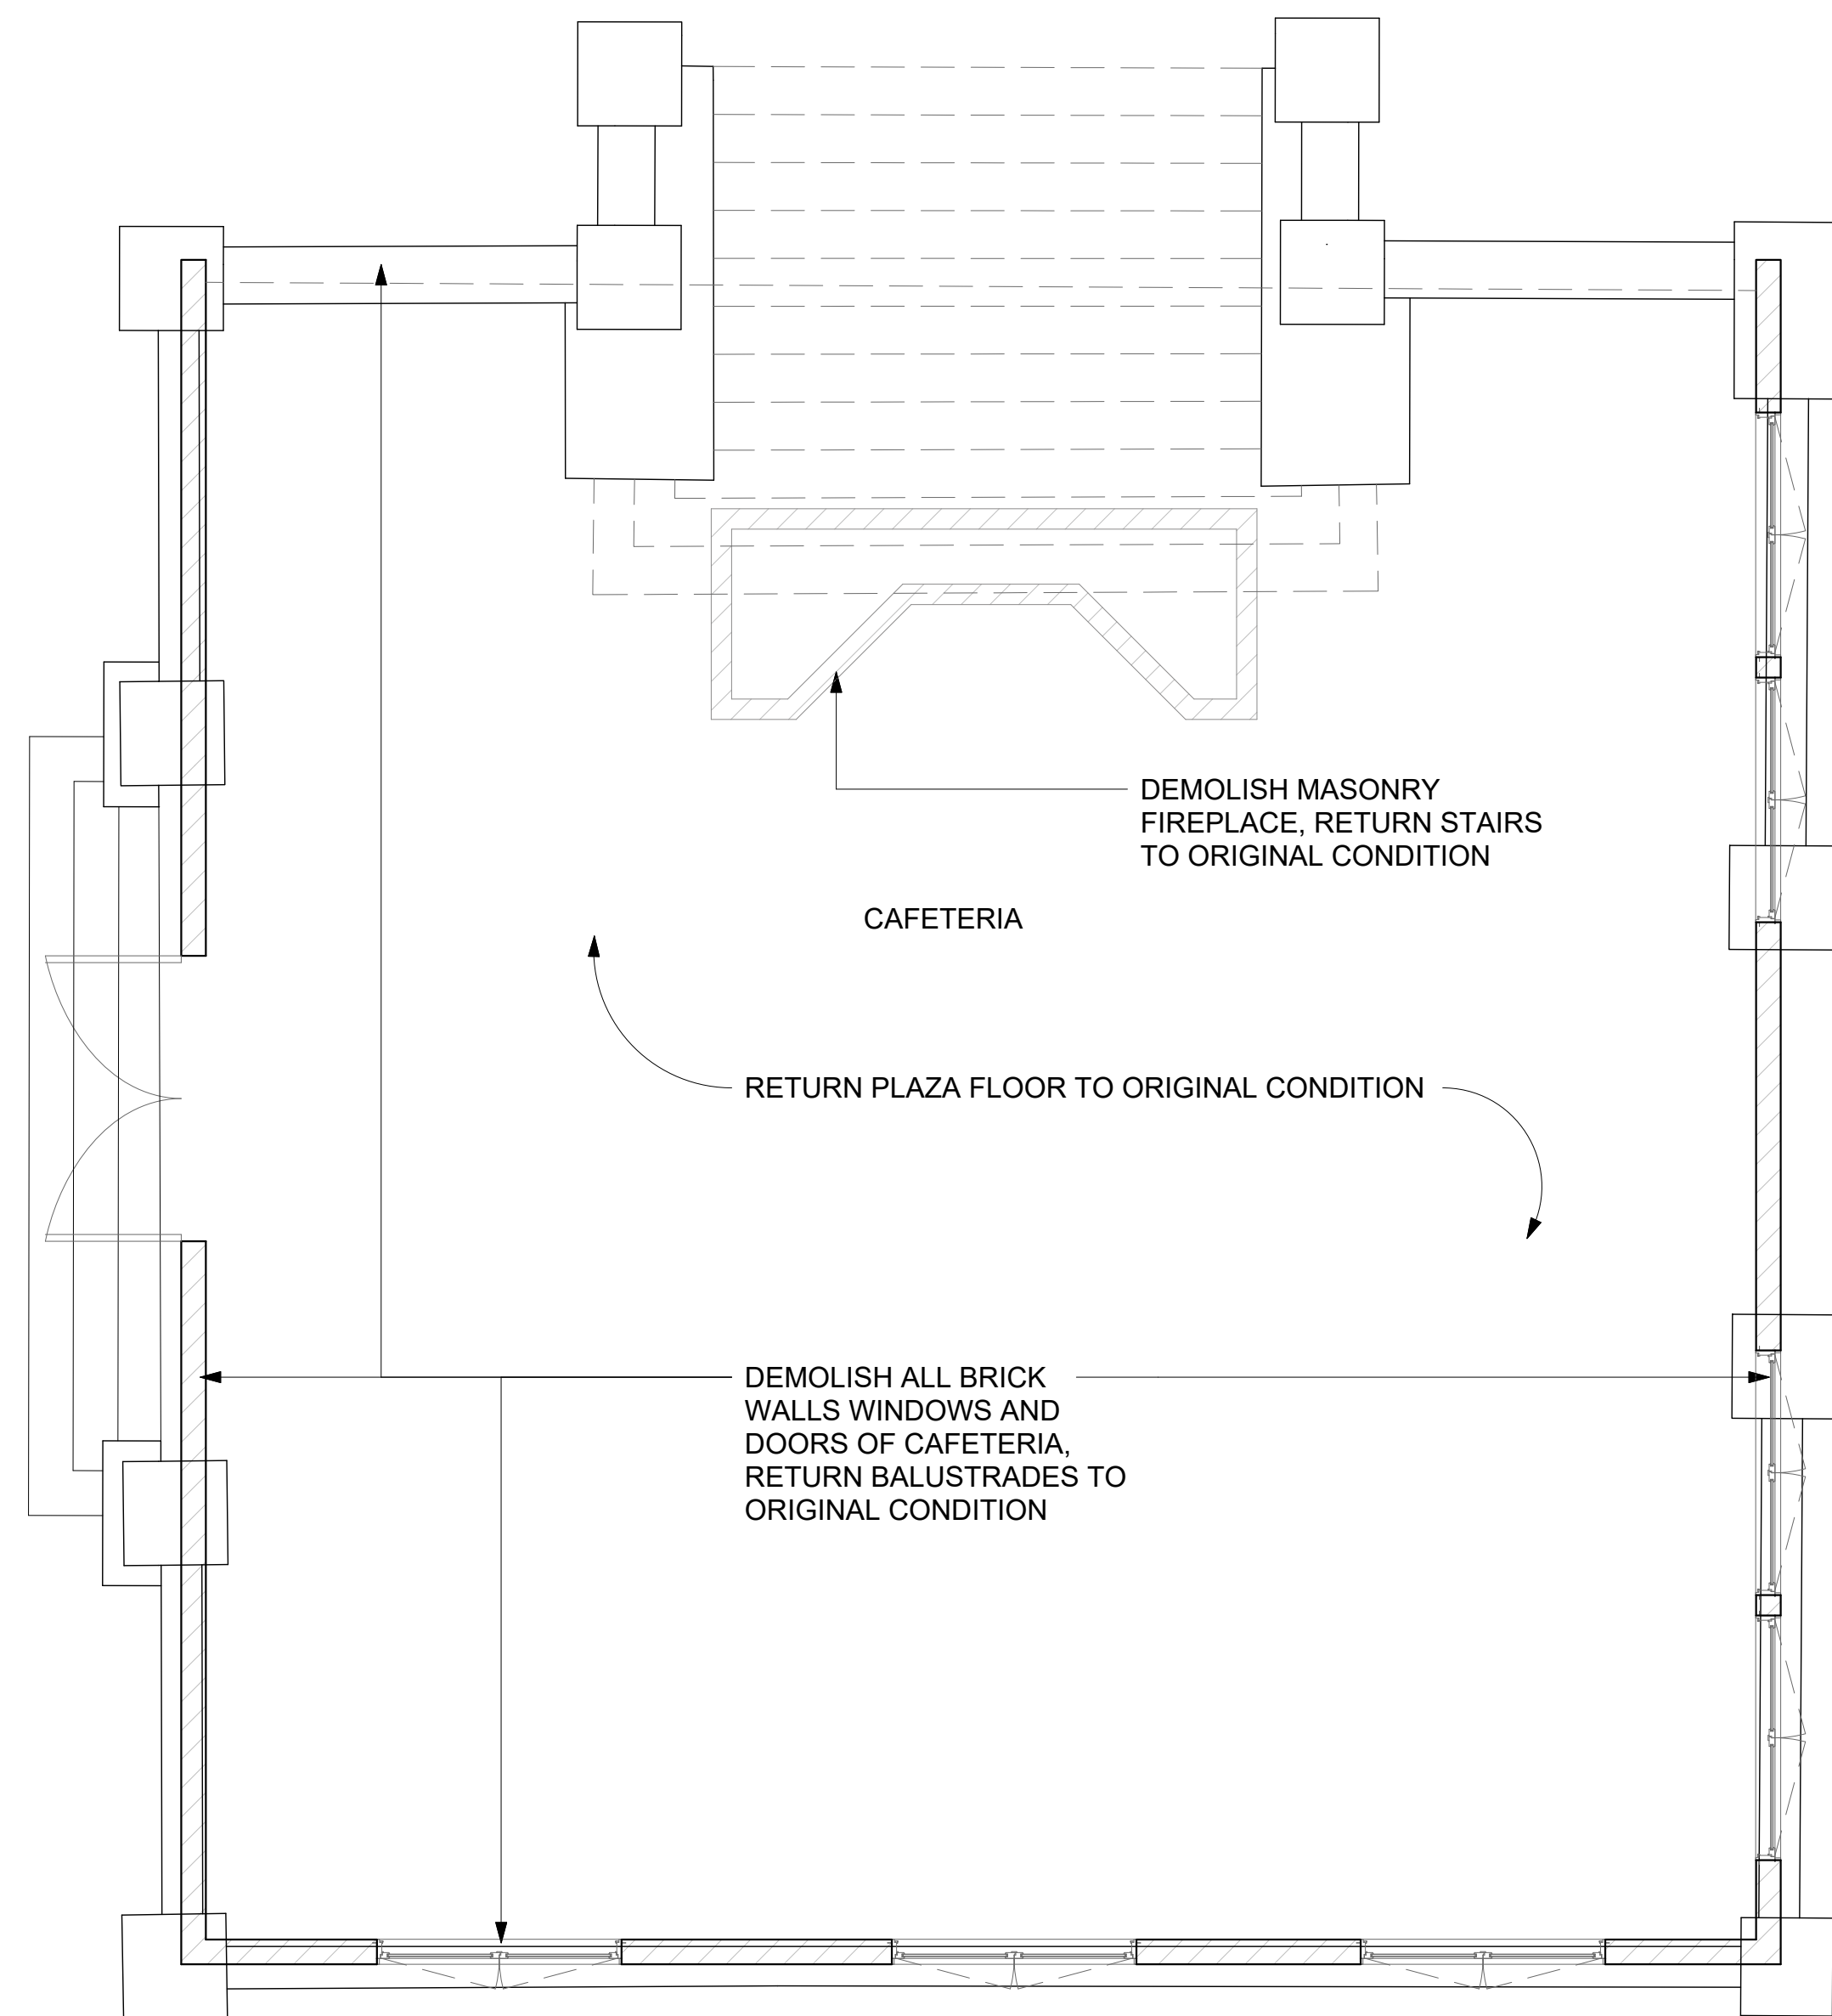 DEMOLISH MASONRY
FIREPLACE, RETURN STAIRS
TO ORIGINAL CONDITION
CAFETERIA
RETURN PLAZA FLOOR TO ORIGINAL CONDITION
DEMOLISH ALL BRICK
WALLS WINDOWS AND
DOORS OF CAFETERIA,
RETURN BALUSTRADES TO
ORIGINAL CONDITION